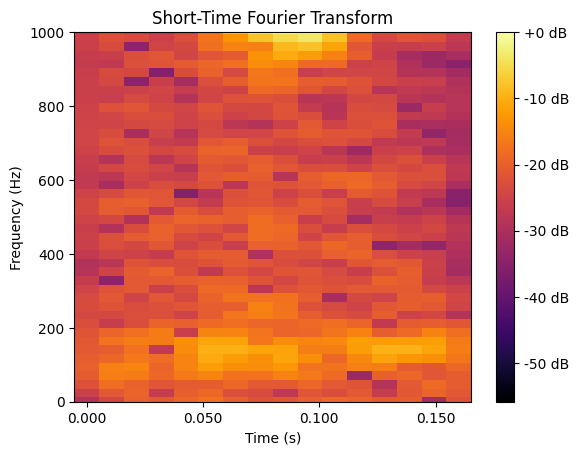 Short-Time Fourier Transform
1000
800
600
400
200
0
Frequency (Hz)
0.000
0.050
0.100
0.150
Time (s)
+0 dB
-10 dB
-20 dB
-30 dB
-40 dB
-50 dB